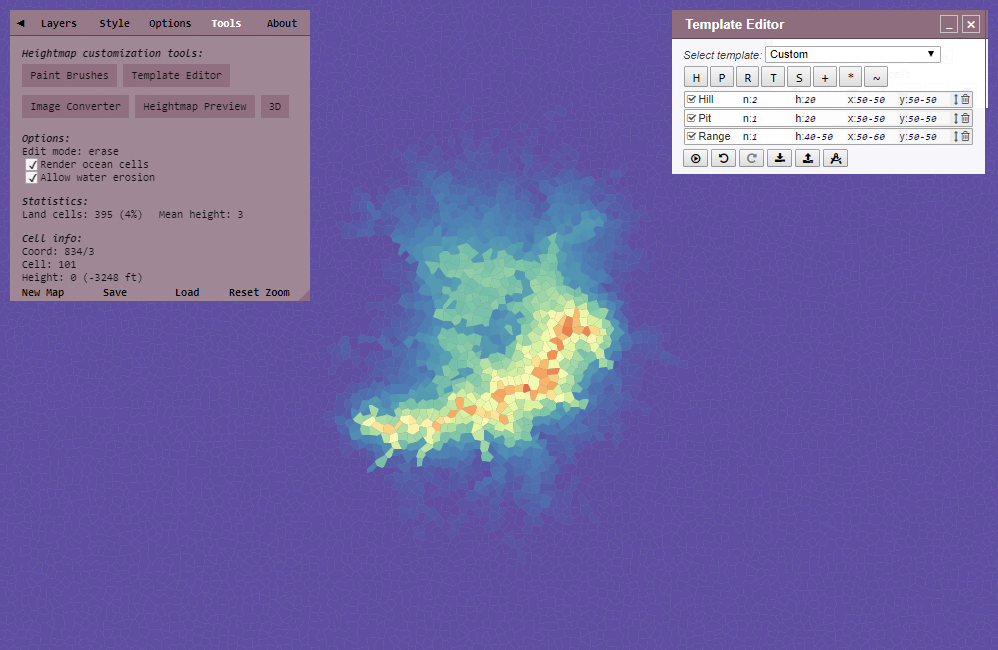 ◄ Layers Style Options Tools About
Heightmap customization tools:
Paint Brushes Template Editor
Image Converter Heightmap Preview 3D
Options:
Edit mode: erase
Render ocean cells
Allow water erosion
Statistics:
Land cells: 395 (4%) Mean height: 3
Cell info:
Coord: 834/3
Cell: 101
Height: 0 (-3248 ft)
New Map Save Load Reset Zoom
Template Editor
Select template: Custom
H P R T S + * ~
Hill n:2 h:20 x:50-50 y:50-50
Pit n:1 h:20 x:50-50 y:50-50
Range n:1 h:40-50 x:50-60 y:50-50